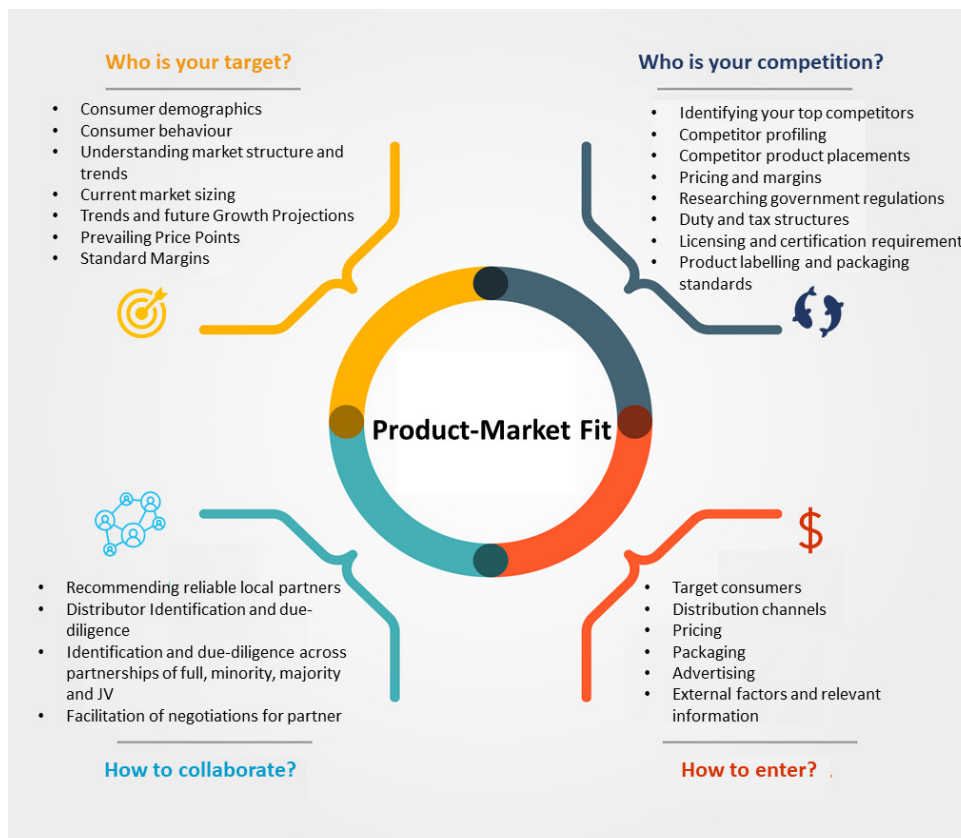 Who is your target?
• Consumer demographics
• Consumer behaviour
• Understanding market structure and
trends
• Current market sizing
• Trends and future Growth Projections
• Prevailing Price Points
• Standard Margins
Who is your competition?
• Identifying your top competitors
• Competitor profiling
• Competitor product placements
• Pricing and margins
• Researching government regulations
• Duty and tax structures
• Licensing and certification requirement
• Product labelling and packaging
standards
Product-Market Fit
• Recommending reliable local partners
• Distributor Identification and due-
diligence
• Identification and due-diligence across
partnerships of full, minority, majority
and JV
• Facilitation of negotiations for partner
How to collaborate?
$
• Target consumers
• Distribution channels
• Pricing
• Packaging
• Advertising
• External factors and relevant
information
How to enter? .